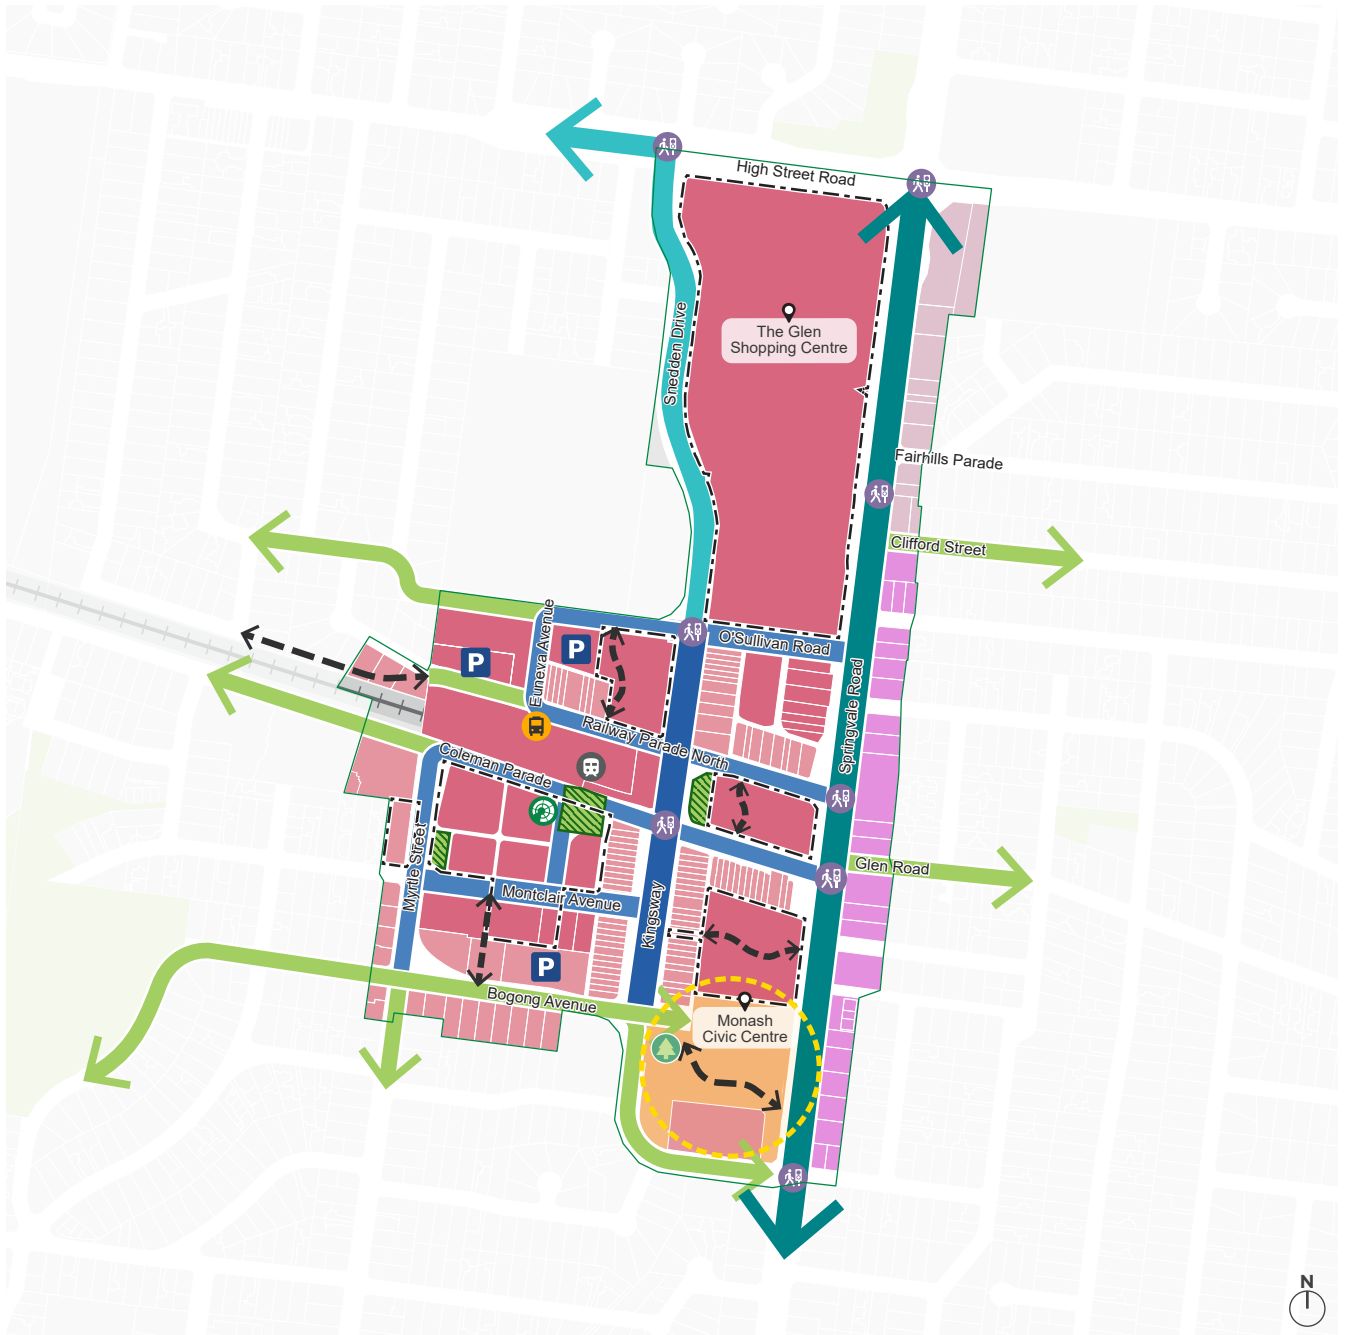 High Street Road
Snedden Drive
The Glen
Shopping Centre
Fairhills Parade
Clifford Street
Euneva Avenue
P
P
O'Sullivan Road
Springvale Road
Railway Parade North
Coleman Parade
Myrtle Street
Glen Road
Montclair Avenue
Kingsway
P
Bogong Avenue
Monash
Civic Centre
N